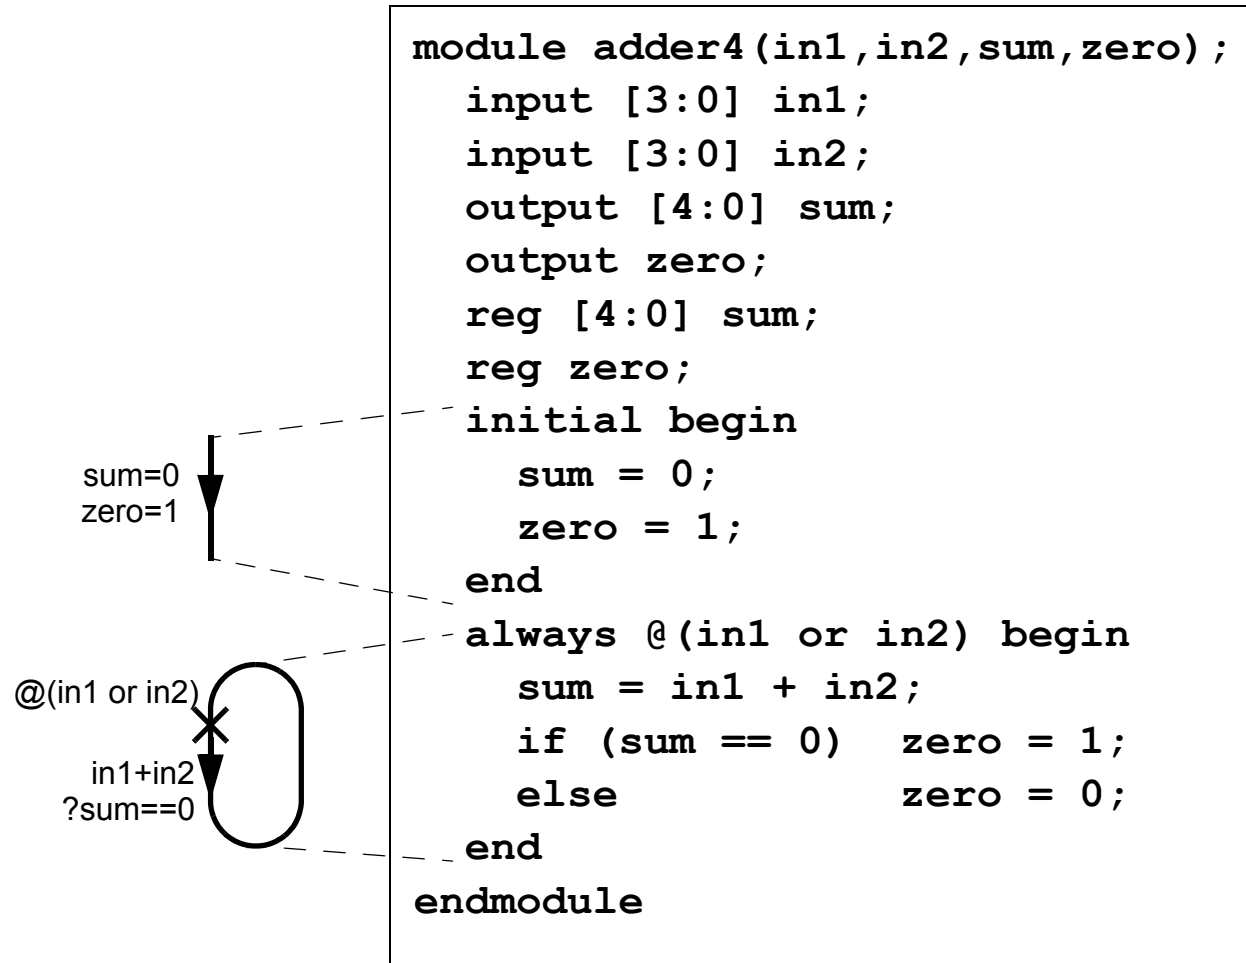 module adder4(in1,in2,sum,zero);
input [3:0] in1;
input [3:0] in2;
output [4:0] sum;
output zero;
reg [4:0] sum;
reg zero;
initial begin
sum = 0;
zero = 1;
end
always @(in1 or in2) begin
sum = in1 + in2;
if (sum == 0) zero = 1;
else zero = 0;
end
endmodule
sum=0
zero=1
@(in1 or in2)
in1+in2
?sum==0